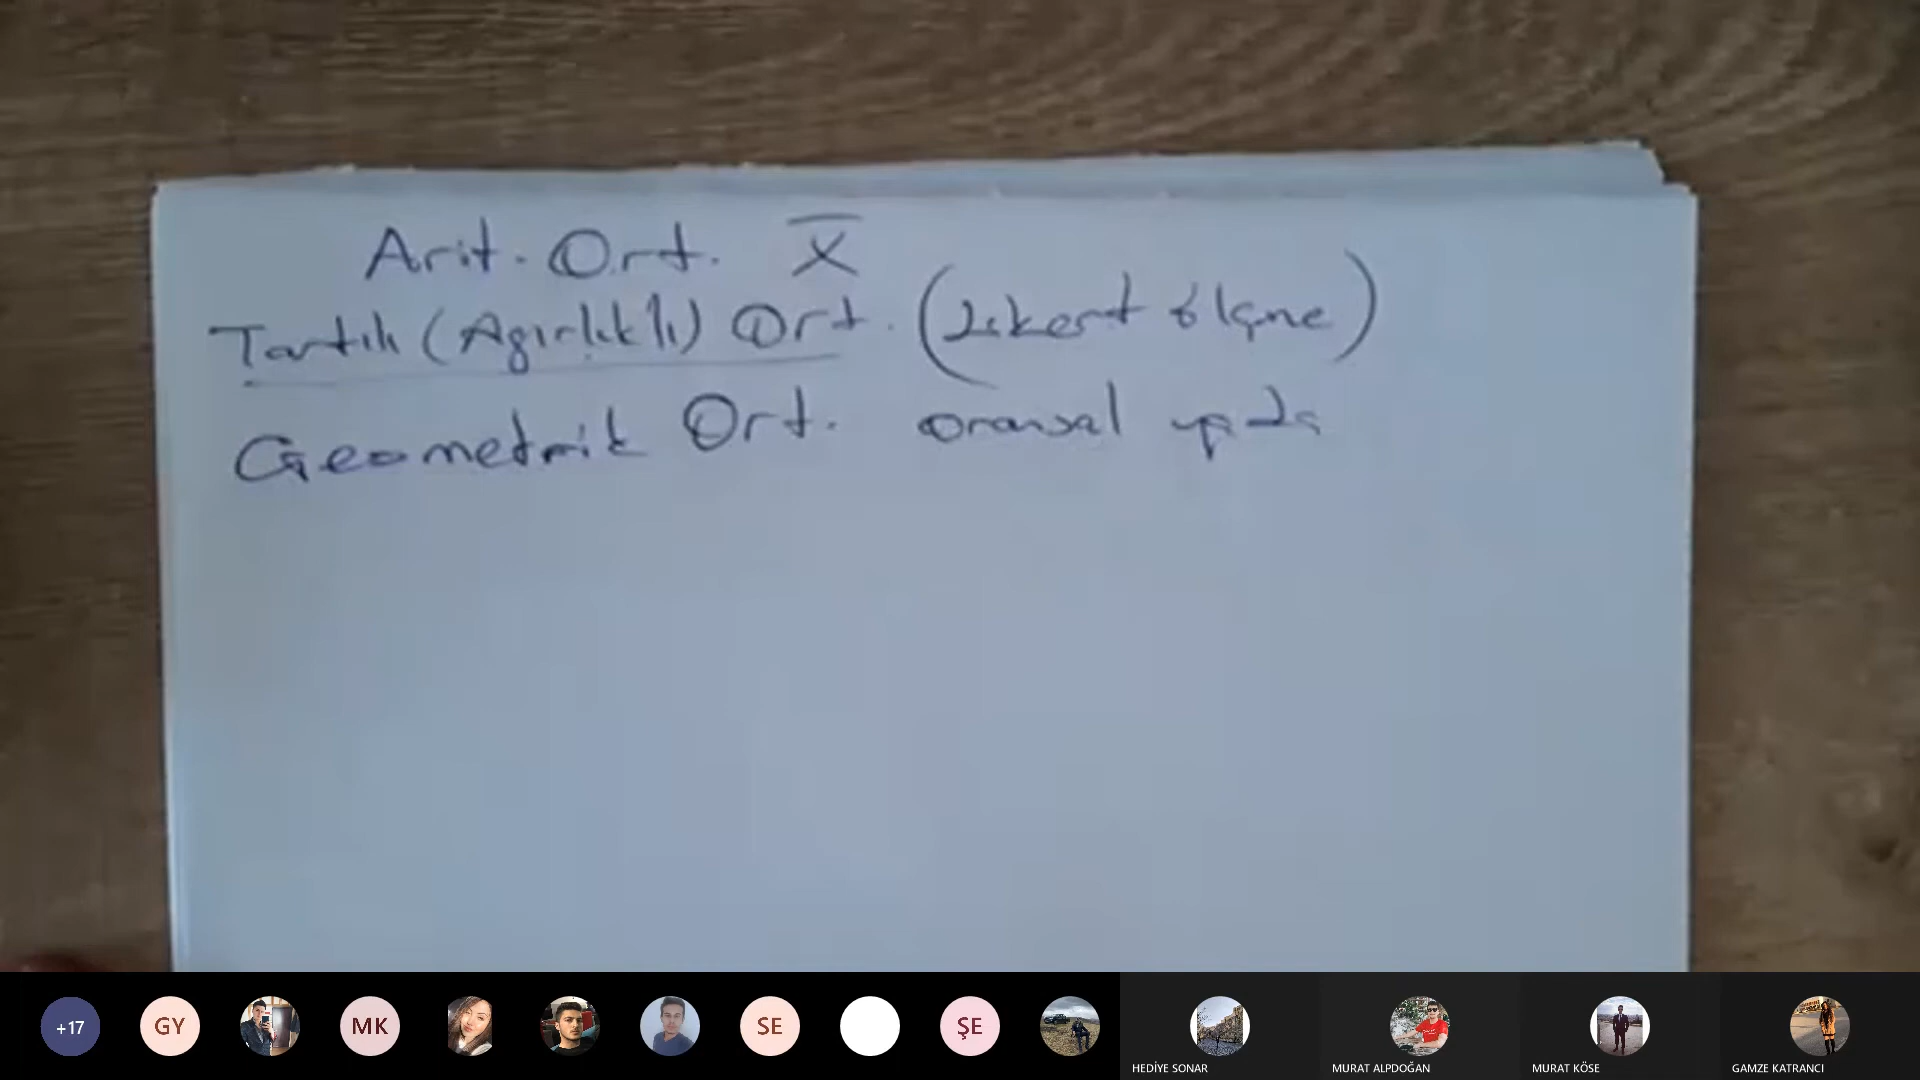 Arit. Ort. X̅
Tartılı (Ağırlıklı) Ort. (Likert ölçme)
Geometrik Ort. oransal
+17
GY
MK
SE
ŞE
HEDİYE SONAR
MURAT ALPDOĞAN
MURAT KÖSE
GAMZE KATRANCI